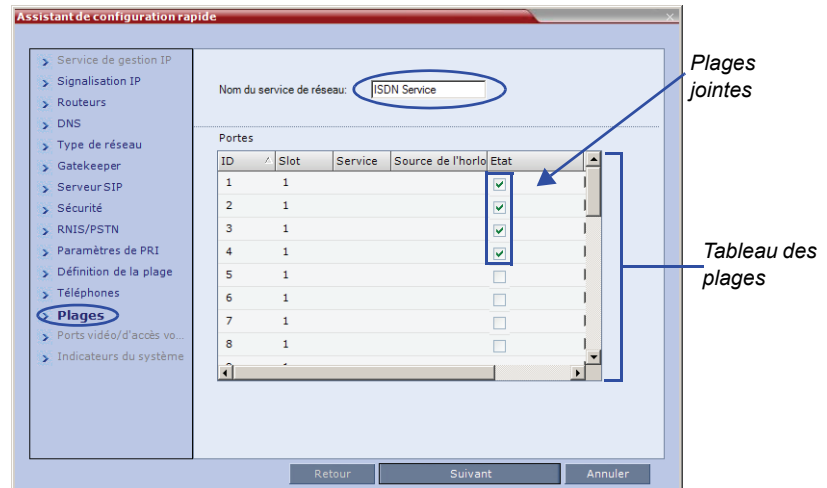 Assistant de configuration rapide
Service de gestion IP
Signalisation IP
Routeurs
DNS
Type de réseau
Gatekeeper
Serveur SIP
Sécurité
RNIS/PSTN
Paramètres de PRI
Définition de la plage
Téléphones
Plages
Ports vidéo/d'accès vo...
Indicateurs du système
Nom du service de réseau: ISDN Service
Portes
ID Slot Service Source de l'horlo Etat
1 1
2 1
3 1
4 1
5 1
6 1
7 1
8 1
Retour Suivant Annuler
Plages
jointes
Tableau des
plages